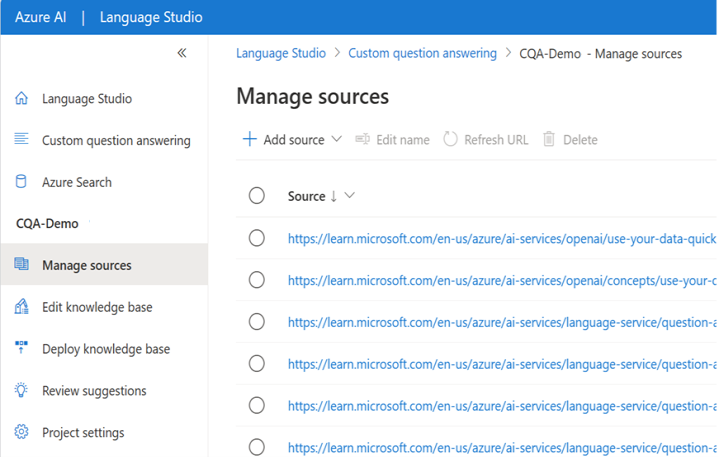 Azure AI | Language Studio
Language Studio > Custom question answering > CQA-Demo - Manage sources
Manage sources
Add source Edit name Refresh URL Delete
Language Studio
Custom question answering
Azure Search
CQA-Demo
Manage sources
Edit knowledge base
Deploy knowledge base
Review suggestions
Project settings
Source ↓
https://learn.microsoft.com/en-us/azure/ai-services/openai/use-your-data-quick
https://learn.microsoft.com/en-us/azure/ai-services/openai/concepts/use-your-d
https://learn.microsoft.com/en-us/azure/ai-services/language-service/question-a
https://learn.microsoft.com/en-us/azure/ai-services/language-service/question-a
https://learn.microsoft.com/en-us/azure/ai-services/language-service/question-a
https://learn.microsoft.com/en-us/azure/ai-services/language-service/question-a